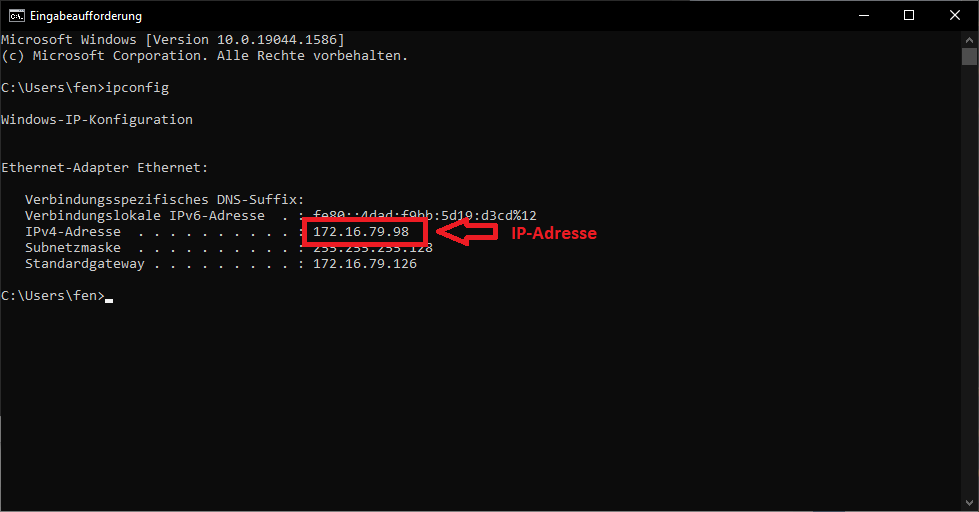 Eingabeaufforderung
Microsoft Windows [Version 10.0.19044.1586]
(c) Microsoft Corporation. Alle Rechte vorbehalten.
C:\Users\fen>ipconfig
Windows-IP-Konfiguration
Ethernet-Adapter Ethernet:
Verbindungsspezifisches DNS-Suffix:
Verbindungslokale IPv6-Adresse . : fe80::4dad:f9bb:5d19:d3cd%12
IPv4-Adresse . . . . . . . . . . : 172.16.79.98
IP-Adresse
Subnetzmaske . . . . . . . . . . : 255.255.255.128
Standardgateway . . . . . . . . . : 172.16.79.126
C:\Users\fen>